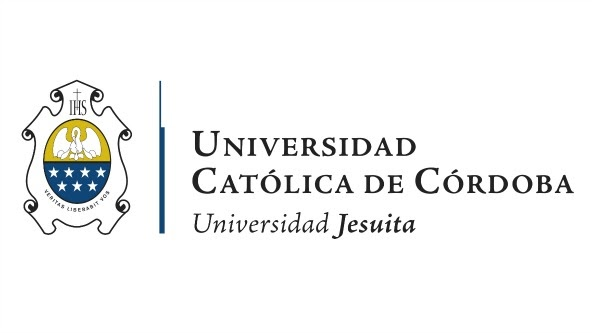 IHS
VERITAS LIBERABIT VOS
UNIVERSIDAD
CATÓLICA DE CÓRDOBA
Universidad Jesuita